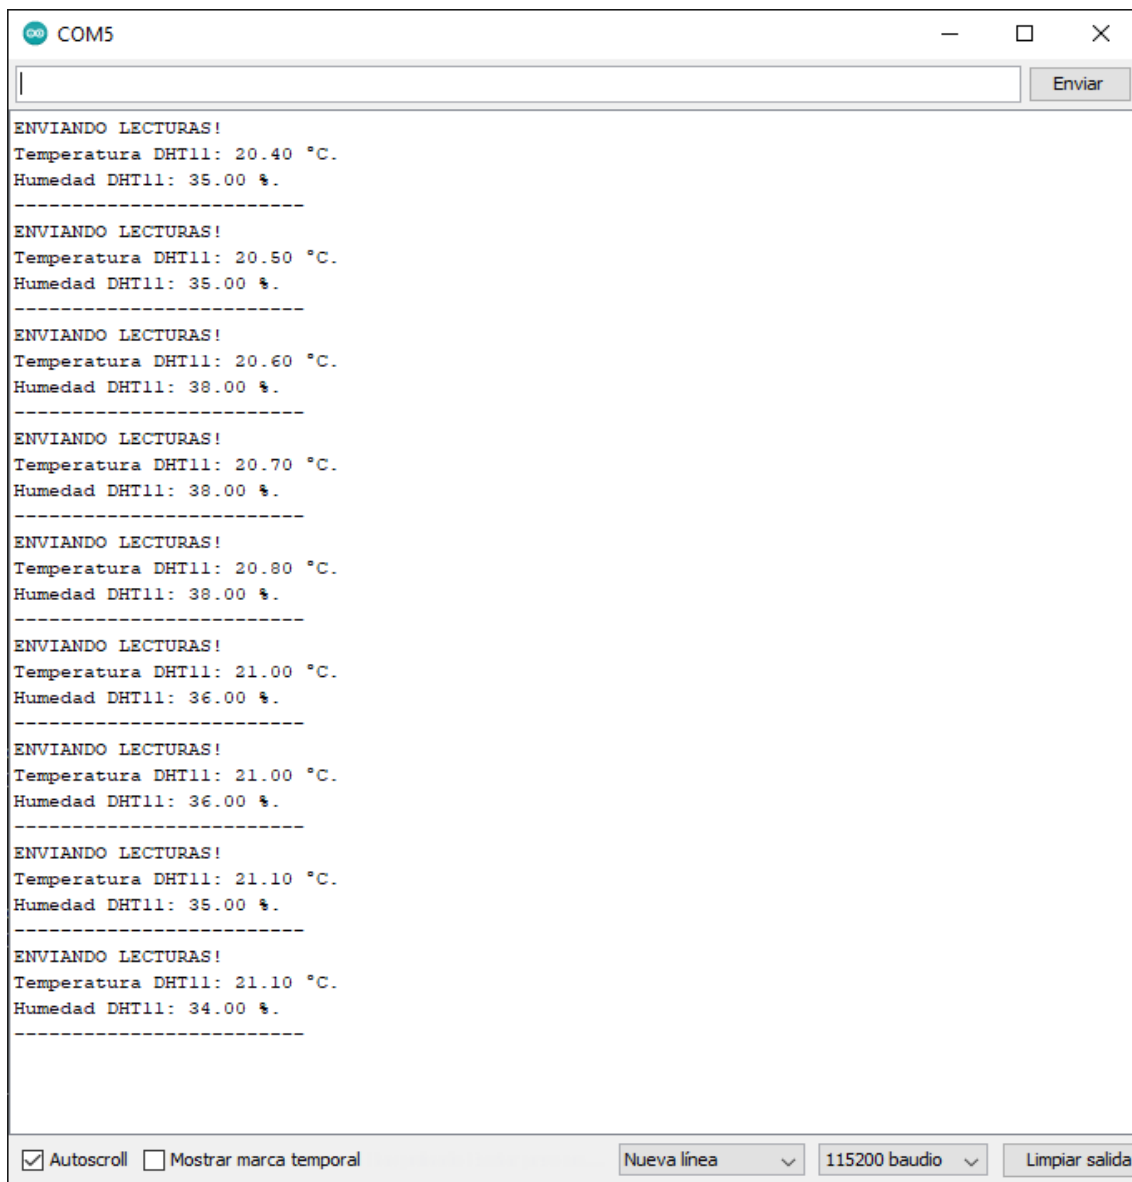 COM5
Enviar
ENVIANDO LECTURAS!
Temperatura DHT11: 20.40 °C.
Humedad DHT11: 35.00 %.
-------------------------
ENVIANDO LECTURAS!
Temperatura DHT11: 20.50 °C.
Humedad DHT11: 35.00 %.
-------------------------
ENVIANDO LECTURAS!
Temperatura DHT11: 20.60 °C.
Humedad DHT11: 38.00 %.
-------------------------
ENVIANDO LECTURAS!
Temperatura DHT11: 20.70 °C.
Humedad DHT11: 38.00 %.
-------------------------
ENVIANDO LECTURAS!
Temperatura DHT11: 20.80 °C.
Humedad DHT11: 38.00 %.
-------------------------
ENVIANDO LECTURAS!
Temperatura DHT11: 21.00 °C.
Humedad DHT11: 36.00 %.
-------------------------
ENVIANDO LECTURAS!
Temperatura DHT11: 21.00 °C.
Humedad DHT11: 36.00 %.
-------------------------
ENVIANDO LECTURAS!
Temperatura DHT11: 21.10 °C.
Humedad DHT11: 35.00 %.
-------------------------
ENVIANDO LECTURAS!
Temperatura DHT11: 21.10 °C.
Humedad DHT11: 34.00 %.
-------------------------
Autoscroll Mostrar marca temporal Nueva línea 115200 baudio Limpiar salida